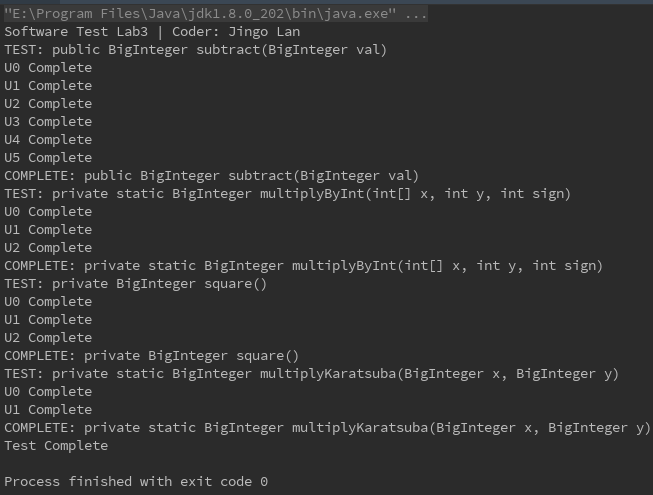 "E:\Program Files\Java\jdk1.8.0_202\bin\java.exe" ...
Software Test Lab3 | Coder: Jingo Lan
TEST: public BigInteger subtract(BigInteger val)
U0 Complete
U1 Complete
U2 Complete
U3 Complete
U4 Complete
U5 Complete
COMPLETE: public BigInteger subtract(BigInteger val)
TEST: private static BigInteger multiplyByInt(int[] x, int y, int sign)
U0 Complete
U1 Complete
U2 Complete
COMPLETE: private static BigInteger multiplyByInt(int[] x, int y, int sign)
TEST: private BigInteger square()
U0 Complete
U1 Complete
U2 Complete
COMPLETE: private BigInteger square()
TEST: private static BigInteger multiplyKaratsuba(BigInteger x, BigInteger y)
U0 Complete
U1 Complete
COMPLETE: private static BigInteger multiplyKaratsuba(BigInteger x, BigInteger y)
Test Complete
Process finished with exit code 0